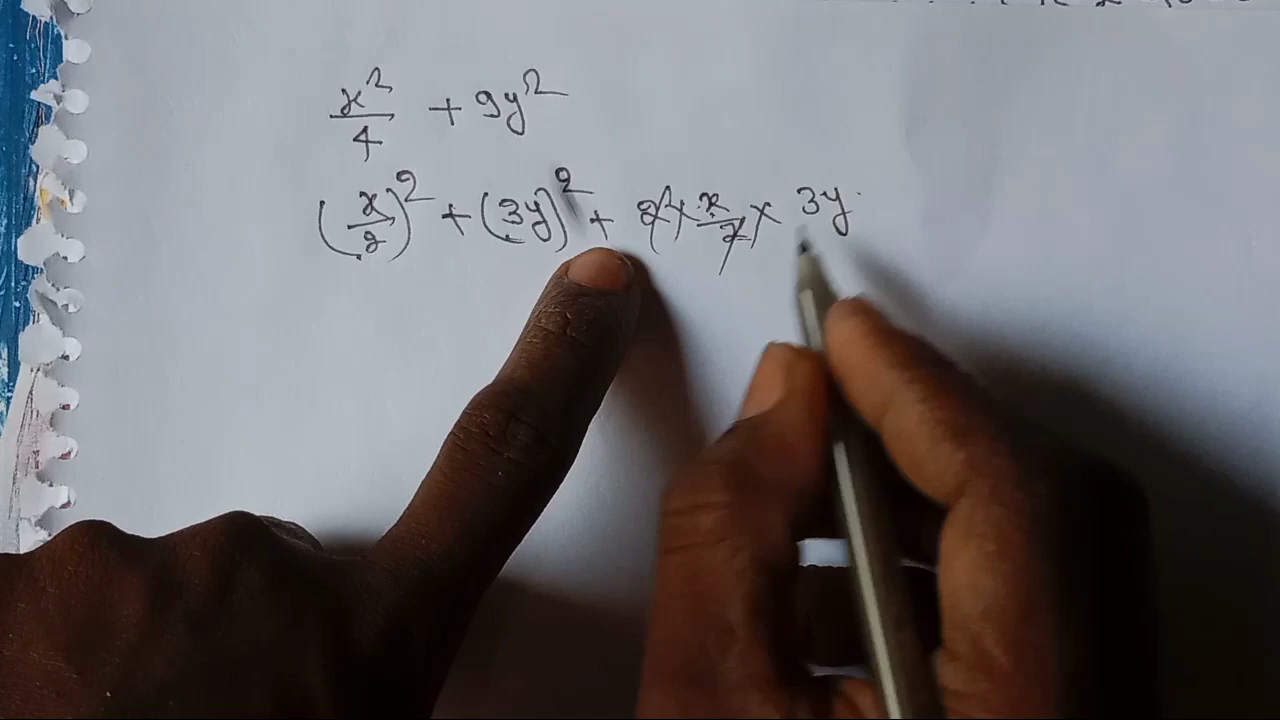 x²/4 + 9y²
(x/2)² + (3y)² + 2 × x/2 × 3y